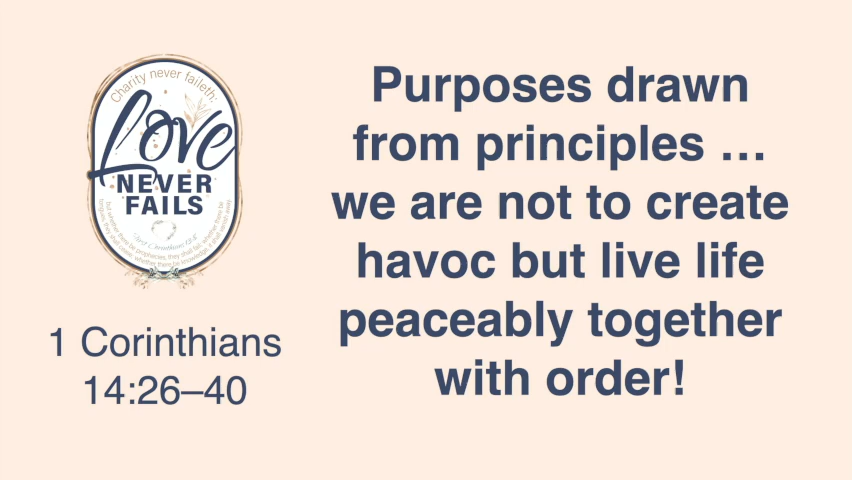 Charity never faileth:
Love
NEVER
FAILS
1 Corinthians
14:26–40
Purposes drawn
from principles …
we are not to create
havoc but live life
peaceably together
with order!